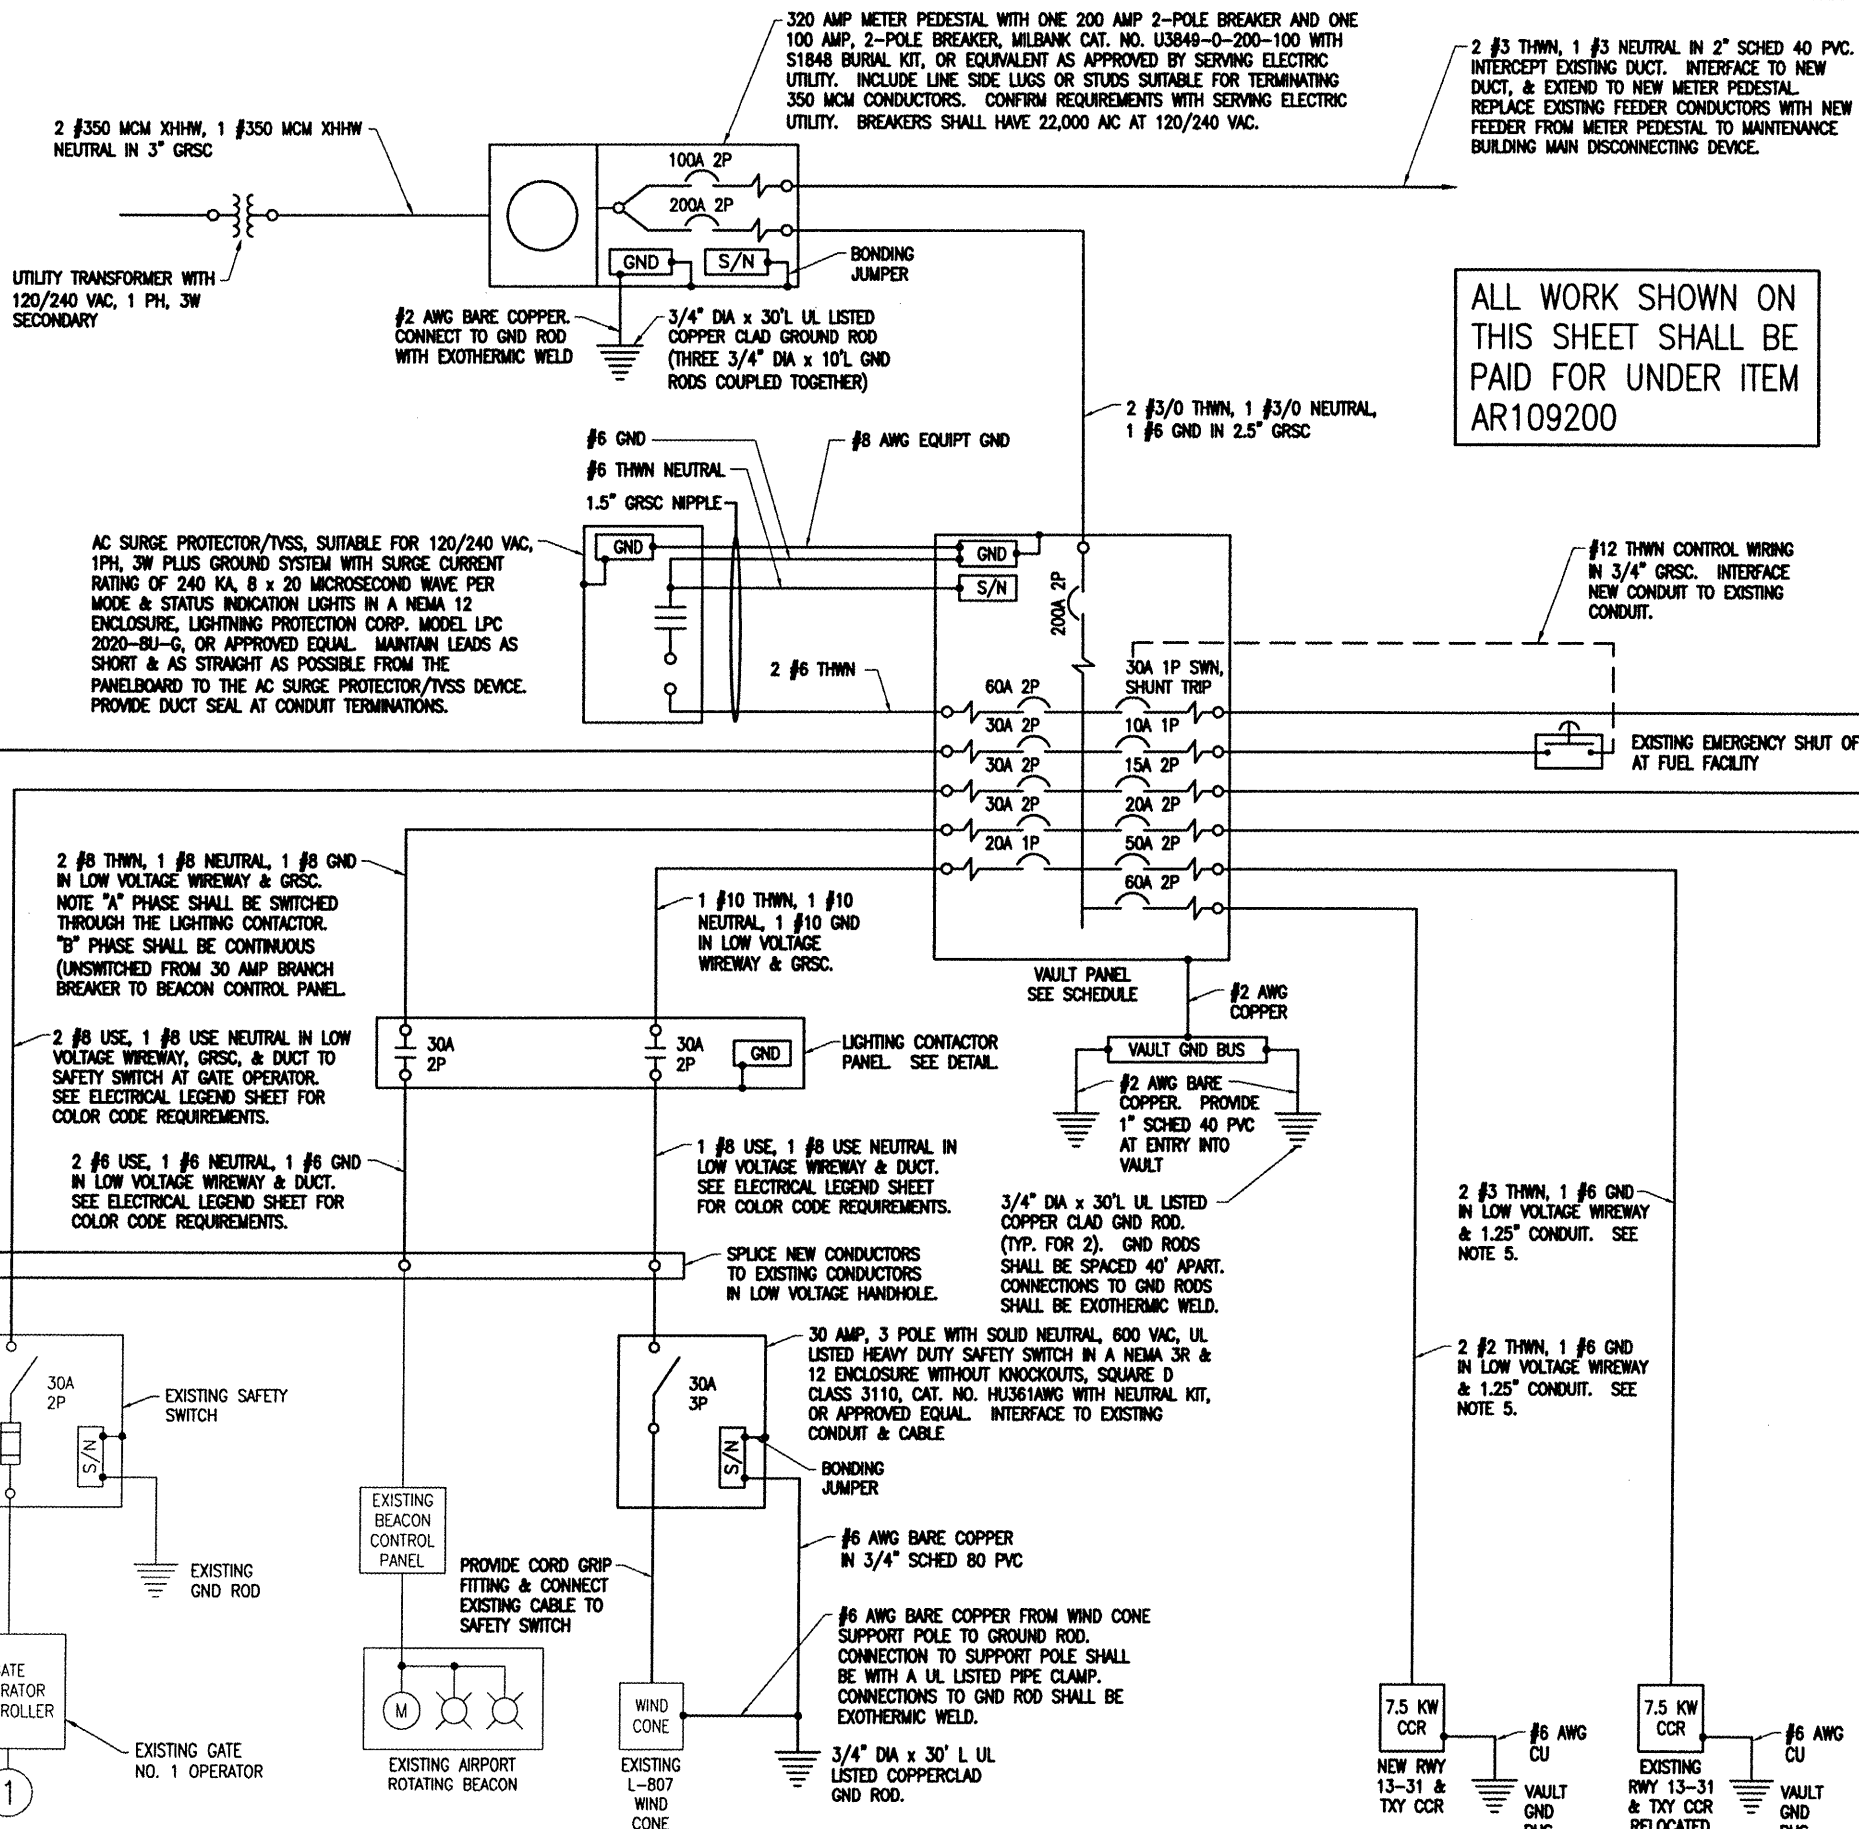 320 AMP METER PEDESTAL WITH ONE 200 AMP 2-POLE BREAKER AND ONE
100 AMP, 2-POLE BREAKER, MILBANK CAT. NO. U3849-O-200-100 WITH
S1848 BURIAL KIT, OR EQUIVALENT AS APPROVED BY SERVING ELECTRIC
UTILITY. INCLUDE LINE SIDE LUGS OR STUDS SUITABLE FOR TERMINATING
350 MCM CONDUCTORS. CONFIRM REQUIREMENTS WITH SERVING ELECTRIC
UTILITY. BREAKERS SHALL HAVE 22,000 AIC AT 120/240 VAC.
2 #3 THWN, 1 #3 NEUTRAL IN 2" SCHED 40 PVC.
INTERCEPT EXISTING DUCT. INTERFACE TO NEW
DUCT, & EXTEND TO NEW METER PEDESTAL.
REPLACE EXISTING FEEDER CONDUCTORS WITH NEW
FEEDER FROM METER PEDESTAL TO MAINTENANCE
BUILDING MAIN DISCONNECTING DEVICE.
2 #350 MCM XHHW, 1 #350 MCM XHHW
NEUTRAL IN 3" GRSC
100A 2P
200A 2P
GND
S/N
BONDING
JUMPER
UTILITY TRANSFORMER WITH
120/240 VAC, 1 PH, 3W
SECONDARY
#2 AWG BARE COPPER.
CONNECT TO GND ROD
WITH EXOTHERMIC WELD
3/4" DIA x 30'L UL LISTED
COPPER CLAD GROUND ROD
(THREE 3/4" DIA x 10'L GND
RODS COUPLED TOGETHER)
ALL WORK SHOWN ON
THIS SHEET SHALL BE
PAID FOR UNDER ITEM
AR109200
2 #3/0 THWN, 1 #3/0 NEUTRAL,
1 #6 GND IN 2.5" GRSC
#6 GND
#8 AWG EQUIPT GND
#6 THWN NEUTRAL
1.5" GRSC NIPPLE
AC SURGE PROTECTOR/TVSS, SUITABLE FOR 120/240 VAC,
1PH, 3W PLUS GROUND SYSTEM WITH SURGE CURRENT
RATING OF 240 KA, 8 x 20 MICROSECOND WAVE PER
MODE & STATUS INDICATION LIGHTS IN A NEMA 12
ENCLOSURE, LIGHTNING PROTECTION CORP. MODEL LPC
2020-8U-G, OR APPROVED EQUAL. MAINTAIN LEADS AS
SHORT & AS STRAIGHT AS POSSIBLE FROM THE
PANELBOARD TO THE AC SURGE PROTECTOR/TVSS DEVICE.
PROVIDE DUCT SEAL AT CONDUIT TERMINATIONS.
GND
GND
S/N
200A 2P
#12 THWN CONTROL WIRING
IN 3/4" GRSC. INTERFACE
NEW CONDUIT TO EXISTING
CONDUIT.
2 #6 THWN
60A 2P
30A 2P
30A 2P
30A 2P
20A 1P
30A 1P SWN,
SHUNT TRIP
10A 1P
15A 2P
20A 2P
50A 2P
60A 2P
EXISTING EMERGENCY SHUT OF
AT FUEL FACILITY
2 #8 THWN, 1 #8 NEUTRAL, 1 #8 GND
IN LOW VOLTAGE WIREWAY & GRSC.
NOTE "A" PHASE SHALL BE SWITCHED
THROUGH THE LIGHTING CONTACTOR.
"B" PHASE SHALL BE CONTINUOUS
(UNSWITCHED FROM 30 AMP BRANCH
BREAKER TO BEACON CONTROL PANEL.
1 #10 THWN, 1 #10
NEUTRAL, 1 #10 GND
IN LOW VOLTAGE
WIREWAY & GRSC.
VAULT PANEL
SEE SCHEDULE
#2 AWG
COPPER
2 #8 USE, 1 #8 USE NEUTRAL IN LOW
VOLTAGE WIREWAY, GRSC, & DUCT TO
SAFETY SWITCH AT GATE OPERATOR.
SEE ELECTRICAL LEGEND SHEET FOR
COLOR CODE REQUIREMENTS.
30A
2P
30A
2P
GND
LIGHTING CONTACTOR
PANEL. SEE DETAIL.
VAULT GND BUS
#2 AWG BARE
COPPER. PROVIDE
1" SCHED 40 PVC
AT ENTRY INTO
VAULT
2 #6 USE, 1 #6 NEUTRAL, 1 #6 GND
IN LOW VOLTAGE WIREWAY & DUCT.
SEE ELECTRICAL LEGEND SHEET FOR
COLOR CODE REQUIREMENTS.
1 #8 USE, 1 #8 USE NEUTRAL IN
LOW VOLTAGE WIREWAY & DUCT.
SEE ELECTRICAL LEGEND SHEET
FOR COLOR CODE REQUIREMENTS.
3/4" DIA x 30'L UL LISTED
COPPER CLAD GND ROD.
(TYP. FOR 2). GND RODS
SHALL BE SPACED 40' APART.
CONNECTIONS TO GND RODS
SHALL BE EXOTHERMIC WELD.
2 #3 THWN, 1 #6 GND
IN LOW VOLTAGE WIREWAY
& 1.25" CONDUIT. SEE
NOTE 5.
SPLICE NEW CONDUCTORS
TO EXISTING CONDUCTORS
IN LOW VOLTAGE HANDHOLE.
30 AMP, 3 POLE WITH SOLID NEUTRAL, 600 VAC, UL
LISTED HEAVY DUTY SAFETY SWITCH IN A NEMA 3R &
12 ENCLOSURE WITHOUT KNOCKOUTS, SQUARE D
CLASS 3110, CAT. NO. HU361AWG WITH NEUTRAL KIT,
OR APPROVED EQUAL. INTERFACE TO EXISTING
CONDUIT & CABLE
2 #2 THWN, 1 #6 GND
IN LOW VOLTAGE WIREWAY
& 1.25" CONDUIT. SEE
NOTE 5.
30A
2P
S/N
EXISTING SAFETY
SWITCH
30A
3P
S/N
BONDING
JUMPER
EXISTING
BEACON
CONTROL
PANEL
EXISTING
GND ROD
PROVIDE CORD GRIP
FITTING & CONNECT
EXISTING CABLE TO
SAFETY SWITCH
#6 AWG BARE COPPER
IN 3/4" SCHED 80 PVC
#6 AWG BARE COPPER FROM WIND CONE
SUPPORT POLE TO GROUND ROD.
CONNECTION TO SUPPORT POLE SHALL
BE WITH A UL LISTED PIPE CLAMP.
CONNECTIONS TO GND ROD SHALL BE
EXOTHERMIC WELD.
ATE
RATOR
ROLLER
EXISTING GATE
NO. 1 OPERATOR
1
M
EXISTING AIRPORT
ROTATING BEACON
WIND
CONE
EXISTING
L-807
WIND
CONE
3/4" DIA x 30' L UL
LISTED COPPERCLAD
GND ROD.
7.5 KW
CCR
NEW RWY
13-31 &
TXY CCR
#6 AWG
CU
VAULT
GND
BUS
7.5 KW
CCR
EXISTING
RWY 13-31
& TXY CCR
RELOCATED
#6 AWG
CU
VAULT
GND
BUS